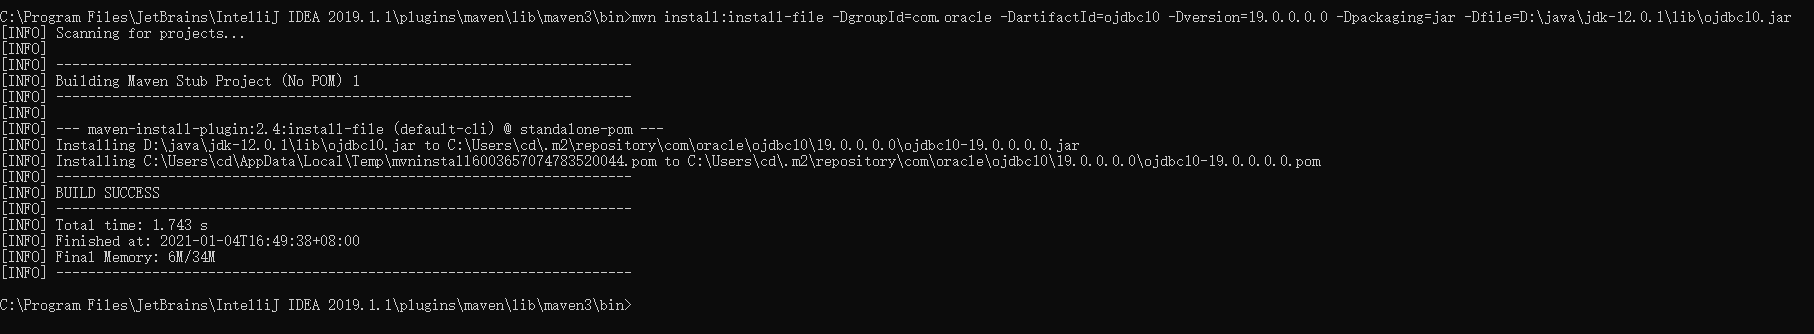 C:\Program Files\JetBrains\IntelliJ IDEA 2019.1.1\plugins\maven\lib\maven3\bin>mvn install:install-file -DgroupId=com.oracle -DartifactId=ojdbc10 -Dversion=19.0.0.0.0 -Dpackaging=jar -Dfile=D:\java\jdk-12.0.1\lib\ojdbc10.jar
[INFO] Scanning for projects...
[INFO]
[INFO] ------------------------------------------------------------------------
[INFO] Building Maven Stub Project (No POM) 1
[INFO] ------------------------------------------------------------------------
[INFO]
[INFO] --- maven-install-plugin:2.4:install-file (default-cli) @ standalone-pom ---
[INFO] Installing D:\java\jdk-12.0.1\lib\ojdbc10.jar to C:\Users\cd\.m2\repository\com\oracle\ojdbc10\19.0.0.0.0\ojdbc10-19.0.0.0.0.jar
[INFO] Installing C:\Users\cd\AppData\Local\Temp\mvninstall6003657074783520044.pom to C:\Users\cd\.m2\repository\com\oracle\ojdbc10\19.0.0.0.0\ojdbc10-19.0.0.0.0.pom
[INFO] ------------------------------------------------------------------------
[INFO] BUILD SUCCESS
[INFO] ------------------------------------------------------------------------
[INFO] Total time: 1.743 s
[INFO] Finished at: 2021-01-04T16:49:38+08:00
[INFO] Final Memory: 6M/34M
[INFO] ------------------------------------------------------------------------
C:\Program Files\JetBrains\IntelliJ IDEA 2019.1.1\plugins\maven\lib\maven3\bin>